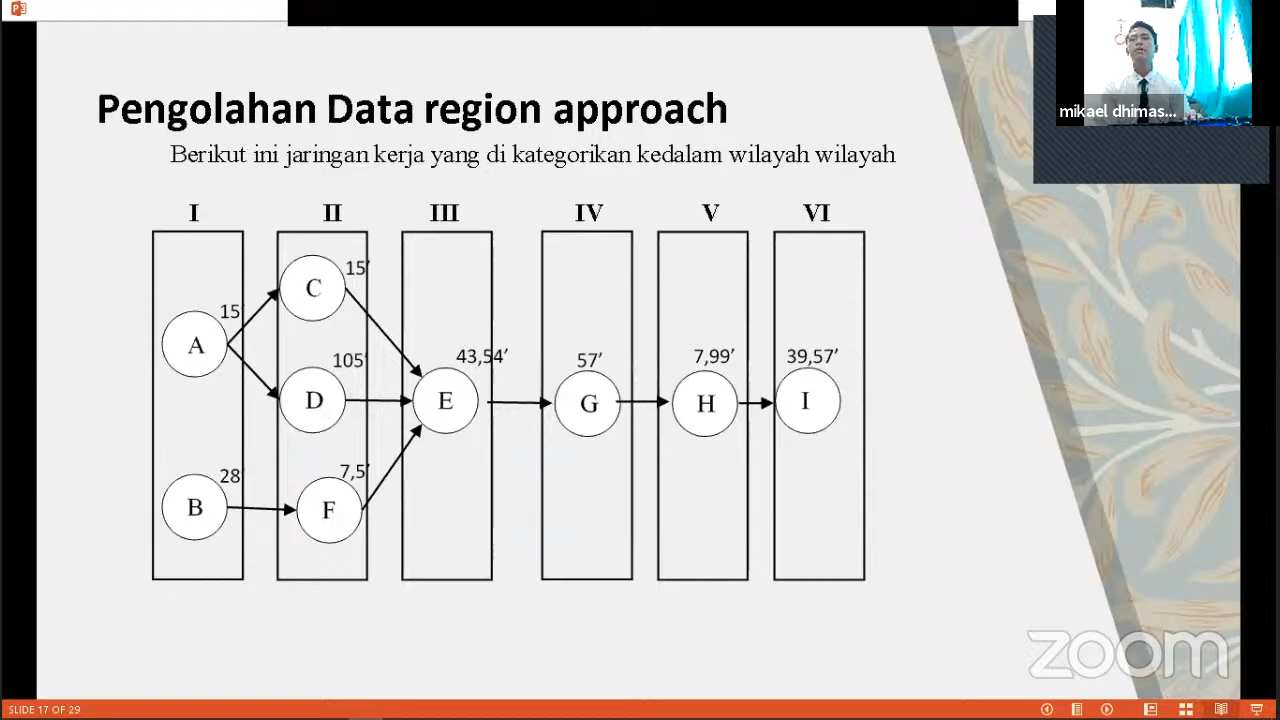 mikael dhimas...
Pengolahan Data region approach
Berikut ini jaringan kerja yang di kategorikan kedalam wilayah wilayah
I II III IV V VI
C 15’
A 15’
D 105’
E 43,54’
G 57’
H 7,99’
I 39,57’
B 28’
F 7,5’
zoom
SLIDE 17 OF 29